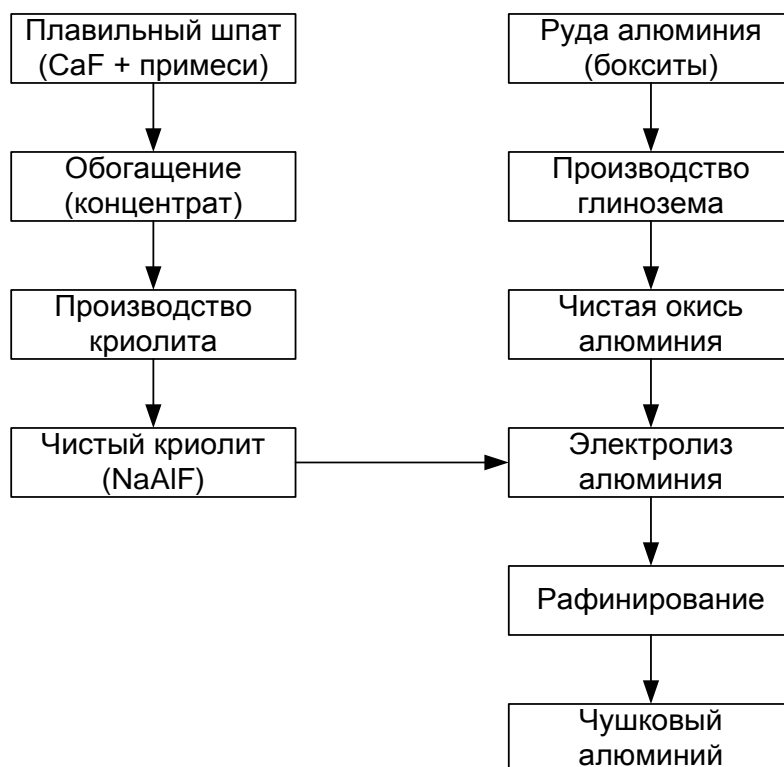 Плавильный шпат
(CaF + примеси)
Обогащение
(концентрат)
Производство
криолита
Чистый криолит
(NaAlF)
Руда алюминия
(бокситы)
Производство
глинозема
Чистая окись
алюминия
Электролиз
алюминия
Рафинирование
Чушковый
алюминий